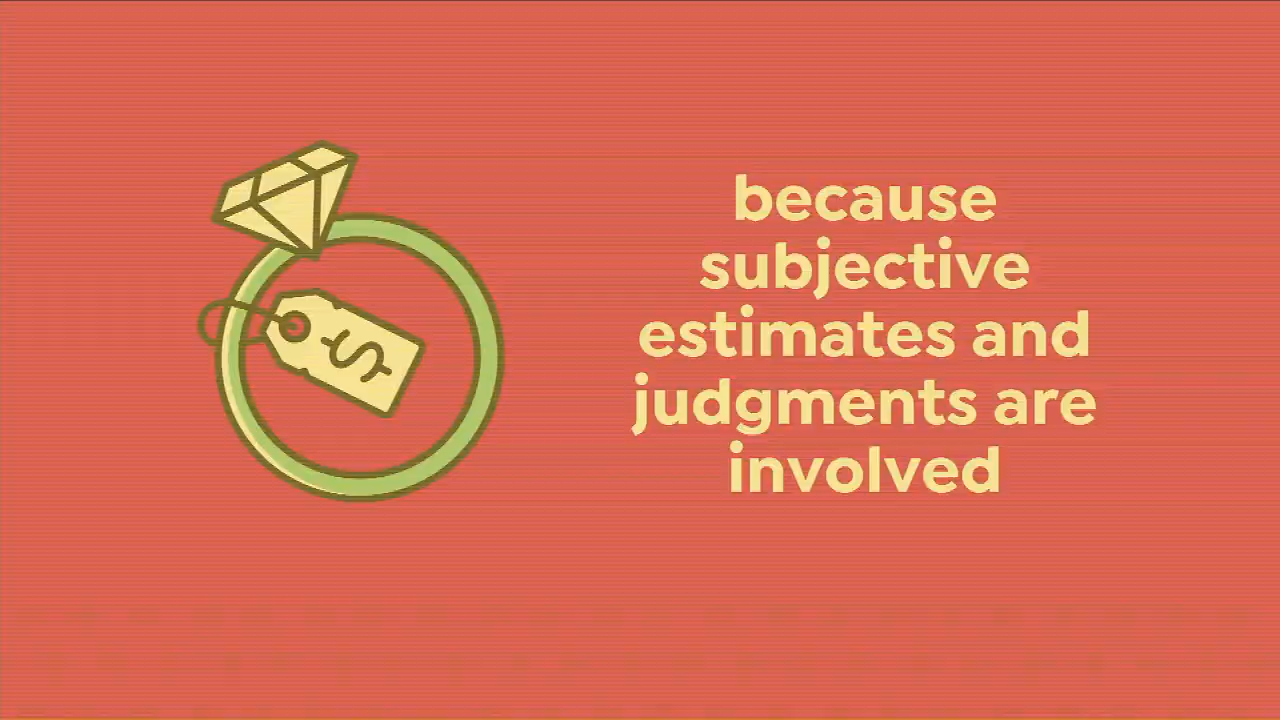 $
because
subjective
estimates and
judgments are
involved